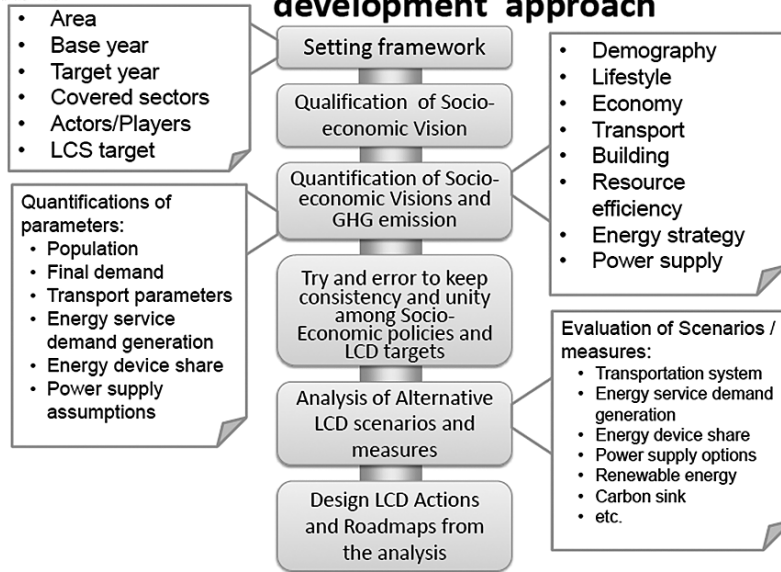 development approach
• Area
• Base year
• Target year
• Covered sectors
• Actors/Players
• LCS target
Setting framework
Qualification of Socio-
economic Vision
Quantification of Socio-
economic Visions and
GHG emission
• Demography
• Lifestyle
• Economy
• Transport
• Building
• Resource
efficiency
• Energy strategy
• Power supply
Quantifications of
parameters:
• Population
• Final demand
• Transport parameters
• Energy service
demand generation
• Energy device share
• Power supply
assumptions
Try and error to keep
consistency and unity
among Socio-
Economic policies and
LCD targets
Analysis of Alternative
LCD scenarios and
measures
Evaluation of Scenarios /
measures:
• Transportation system
• Energy service demand
generation
• Energy device share
• Power supply options
• Renewable energy
• Carbon sink
• etc.
Design LCD Actions
and Roadmaps from
the analysis